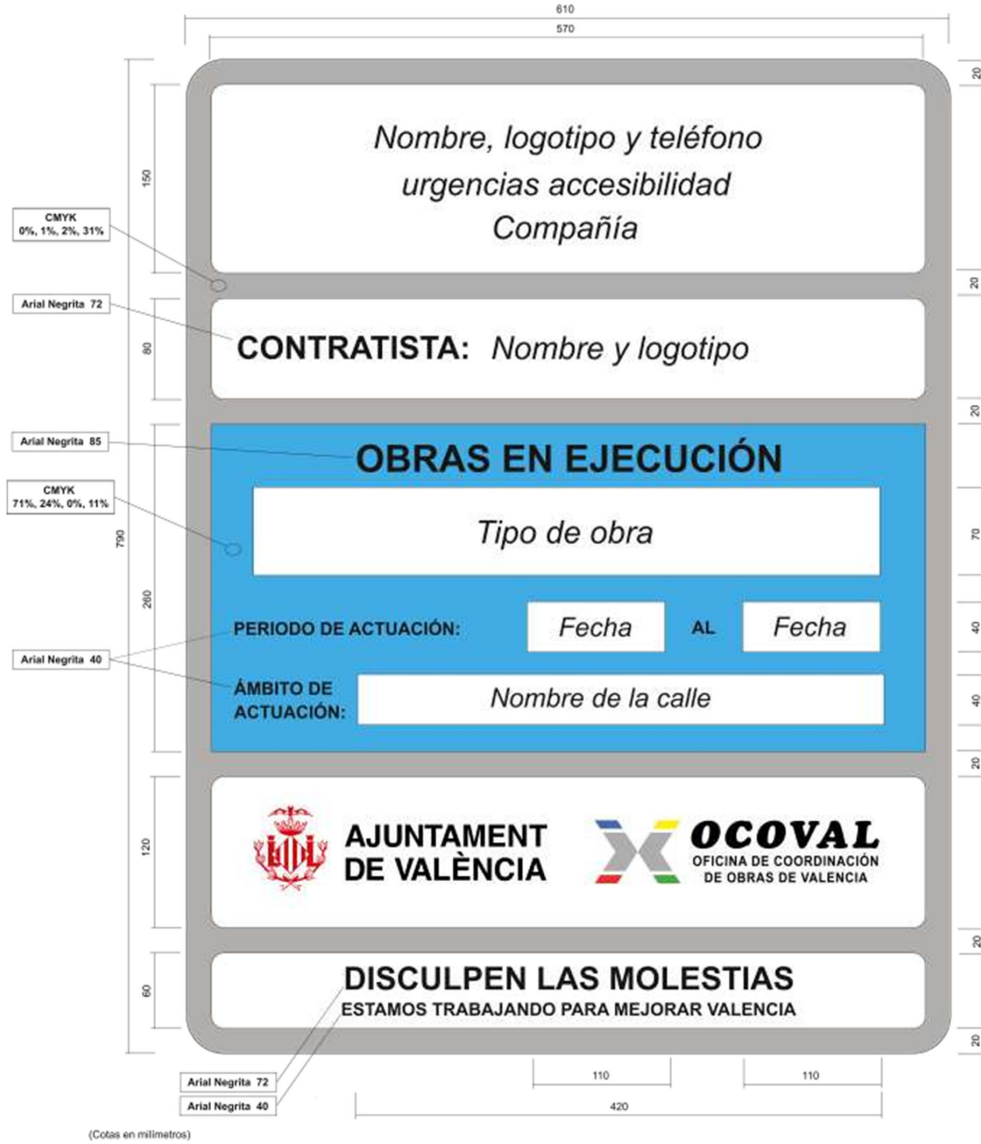 610
570
20
Nombre, logotipo y teléfono
urgencias accesibilidad
Compañía
150
CMYK
0%, 1%, 2%, 31%
20
Arial Negrita 72
CONTRATISTA: Nombre y logotipo
80
20
Arial Negrita 85
OBRAS EN EJECUCIÓN
CMYK
71%, 24%, 0%, 11%
790
Tipo de obra
70
260
PERIODO DE ACTUACIÓN: Fecha AL Fecha
40
Arial Negrita 40
ÁMBITO DE
ACTUACIÓN:
Nombre de la calle
40
20
120
AJUNTAMENT
DE VALÈNCIA
OCOVAL
OFICINA DE COORDINACIÓN
DE OBRAS DE VALENCIA
20
60
DISCULPEN LAS MOLESTIAS
ESTAMOS TRABAJANDO PARA MEJORAR VALENCIA
20
Arial Negrita 72
110
110
Arial Negrita 40
420
(Cotas en milímetros)